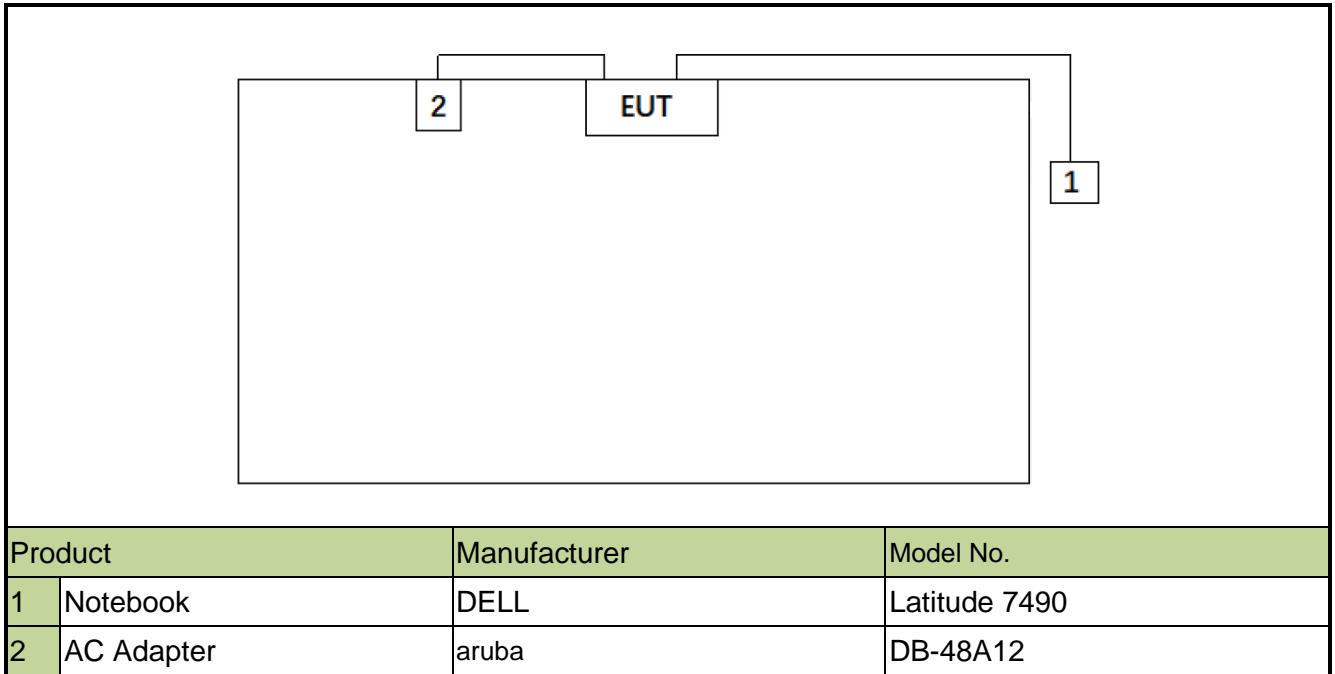 2 EUT
1
Product Manufacturer Model No.
1 Notebook DELL Latitude 7490
2 AC Adapter aruba DB-48A12